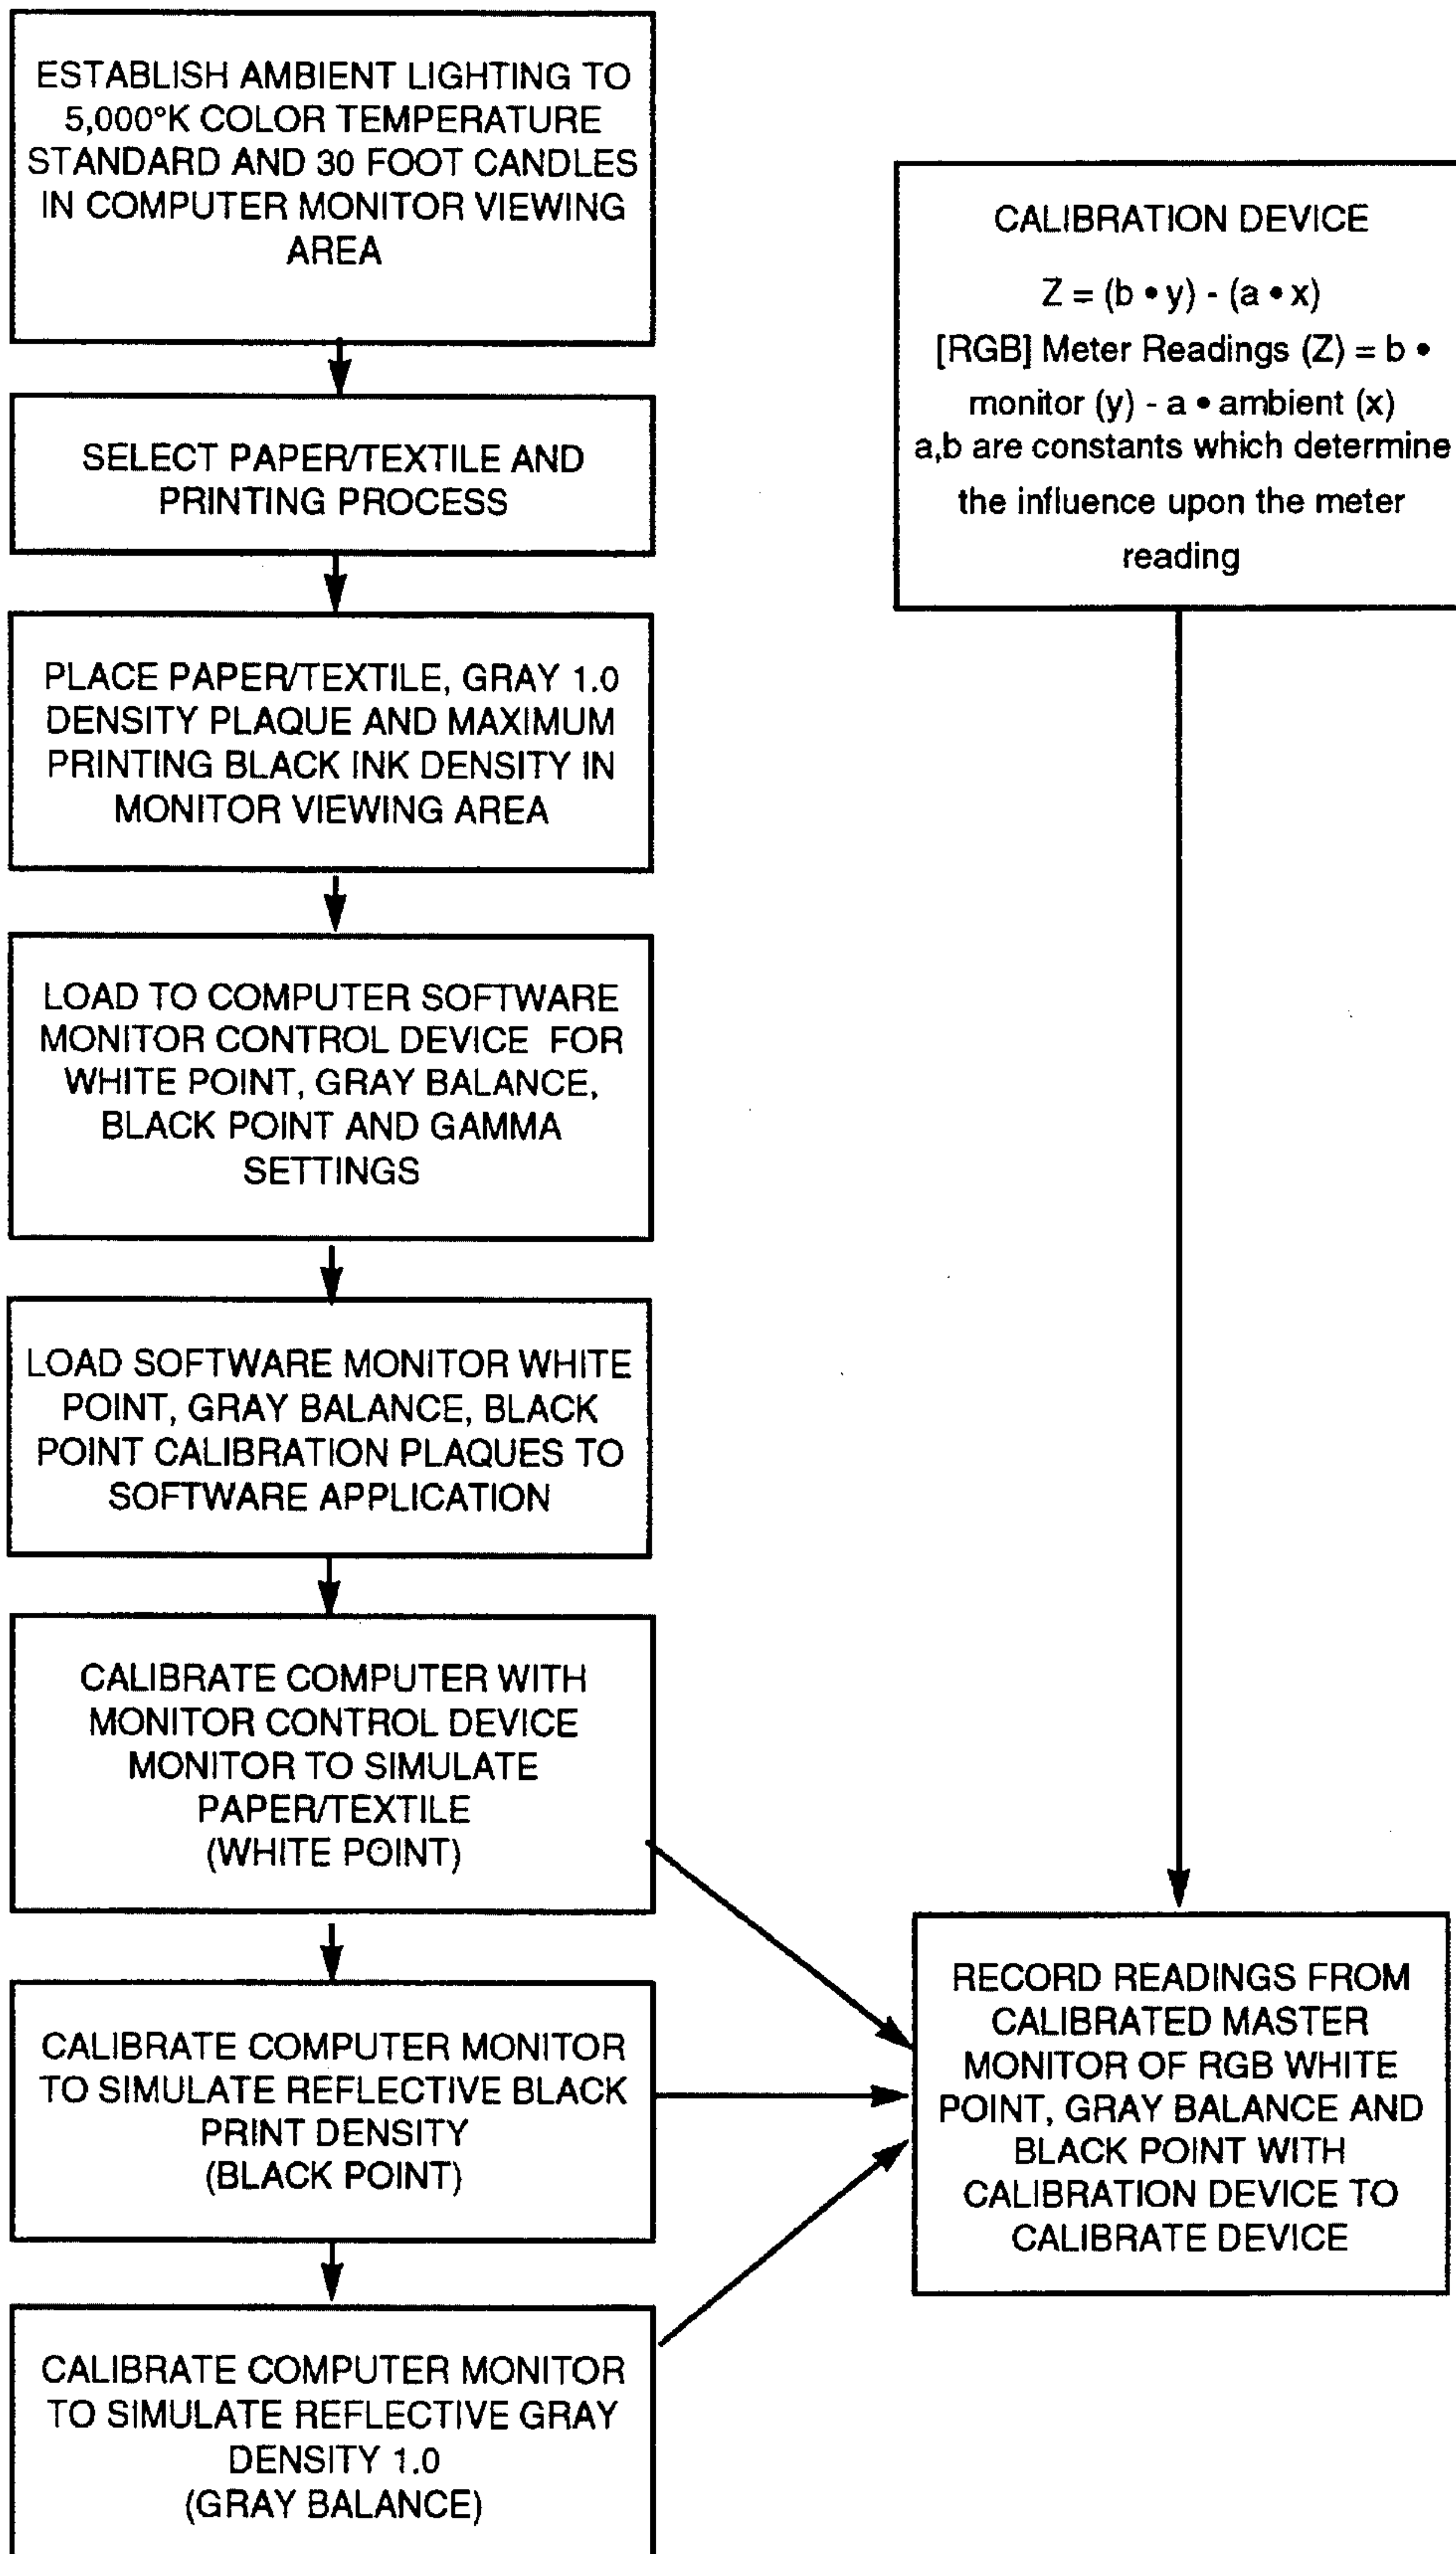 ESTABLISH AMBIENT LIGHTING TO
5,000°K COLOR TEMPERATURE
STANDARD AND 30 FOOT CANDLES
IN COMPUTER MONITOR VIEWING
AREA
SELECT PAPER/TEXTILE AND
PRINTING PROCESS
PLACE PAPER/TEXTILE, GRAY 1.0
DENSITY PLAQUE AND MAXIMUM
PRINTING BLACK INK DENSITY IN
MONITOR VIEWING AREA
LOAD TO COMPUTER SOFTWARE
MONITOR CONTROL DEVICE FOR
WHITE POINT, GRAY BALANCE,
BLACK POINT AND GAMMA
SETTINGS
LOAD SOFTWARE MONITOR WHITE
POINT, GRAY BALANCE, BLACK
POINT CALIBRATION PLAQUES TO
SOFTWARE APPLICATION
CALIBRATE COMPUTER WITH
MONITOR CONTROL DEVICE
MONITOR TO SIMULATE
PAPER/TEXTILE
(WHITE POINT)
CALIBRATE COMPUTER MONITOR
TO SIMULATE REFLECTIVE BLACK
PRINT DENSITY
(BLACK POINT)
CALIBRATE COMPUTER MONITOR
TO SIMULATE REFLECTIVE GRAY
DENSITY 1.0
(GRAY BALANCE)
CALIBRATION DEVICE
Z = (b • y) - (a • x)
[RGB] Meter Readings (Z) = b •
monitor (y) - a • ambient (x)
a,b are constants which determine
the influence upon the meter
reading
RECORD READINGS FROM
CALIBRATED MASTER
MONITOR OF RGB WHITE
POINT, GRAY BALANCE AND
BLACK POINT WITH
CALIBRATION DEVICE TO
CALIBRATE DEVICE